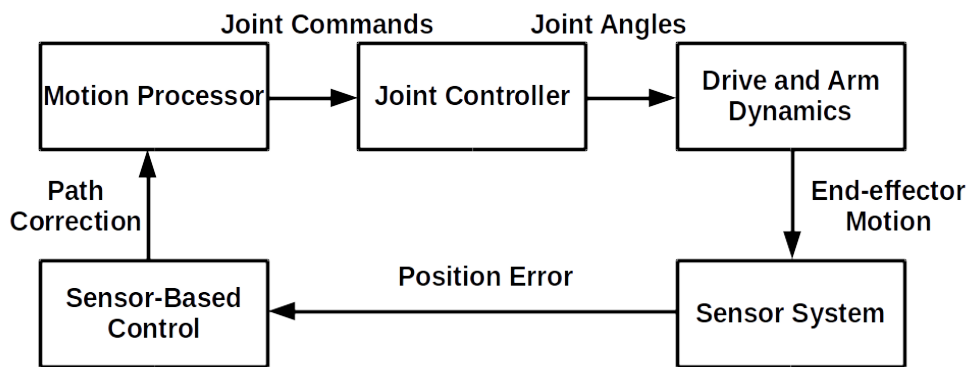 Joint Commands
Joint Angles
Motion Processor
Joint Controller
Drive and Arm
Dynamics
Path
Correction
End-effector
Motion
Position Error
Sensor-Based
Control
Sensor System